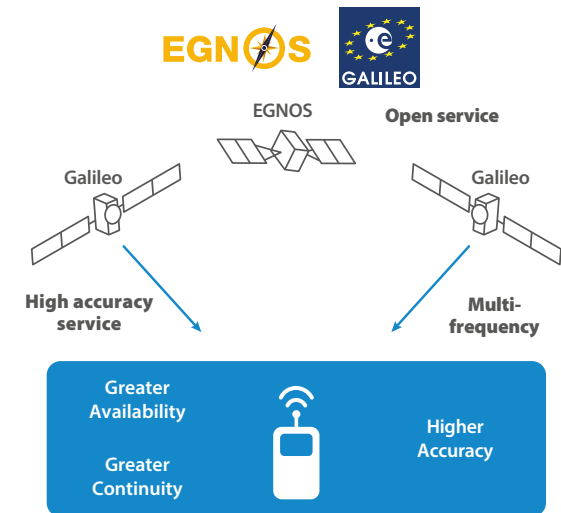 EGNOS
GALILEO
EGNOS
Open service
Galileo
Galileo
High accuracy
service
Multi-
frequency
Greater
Availability
Higher
Accuracy
Greater
Continuity